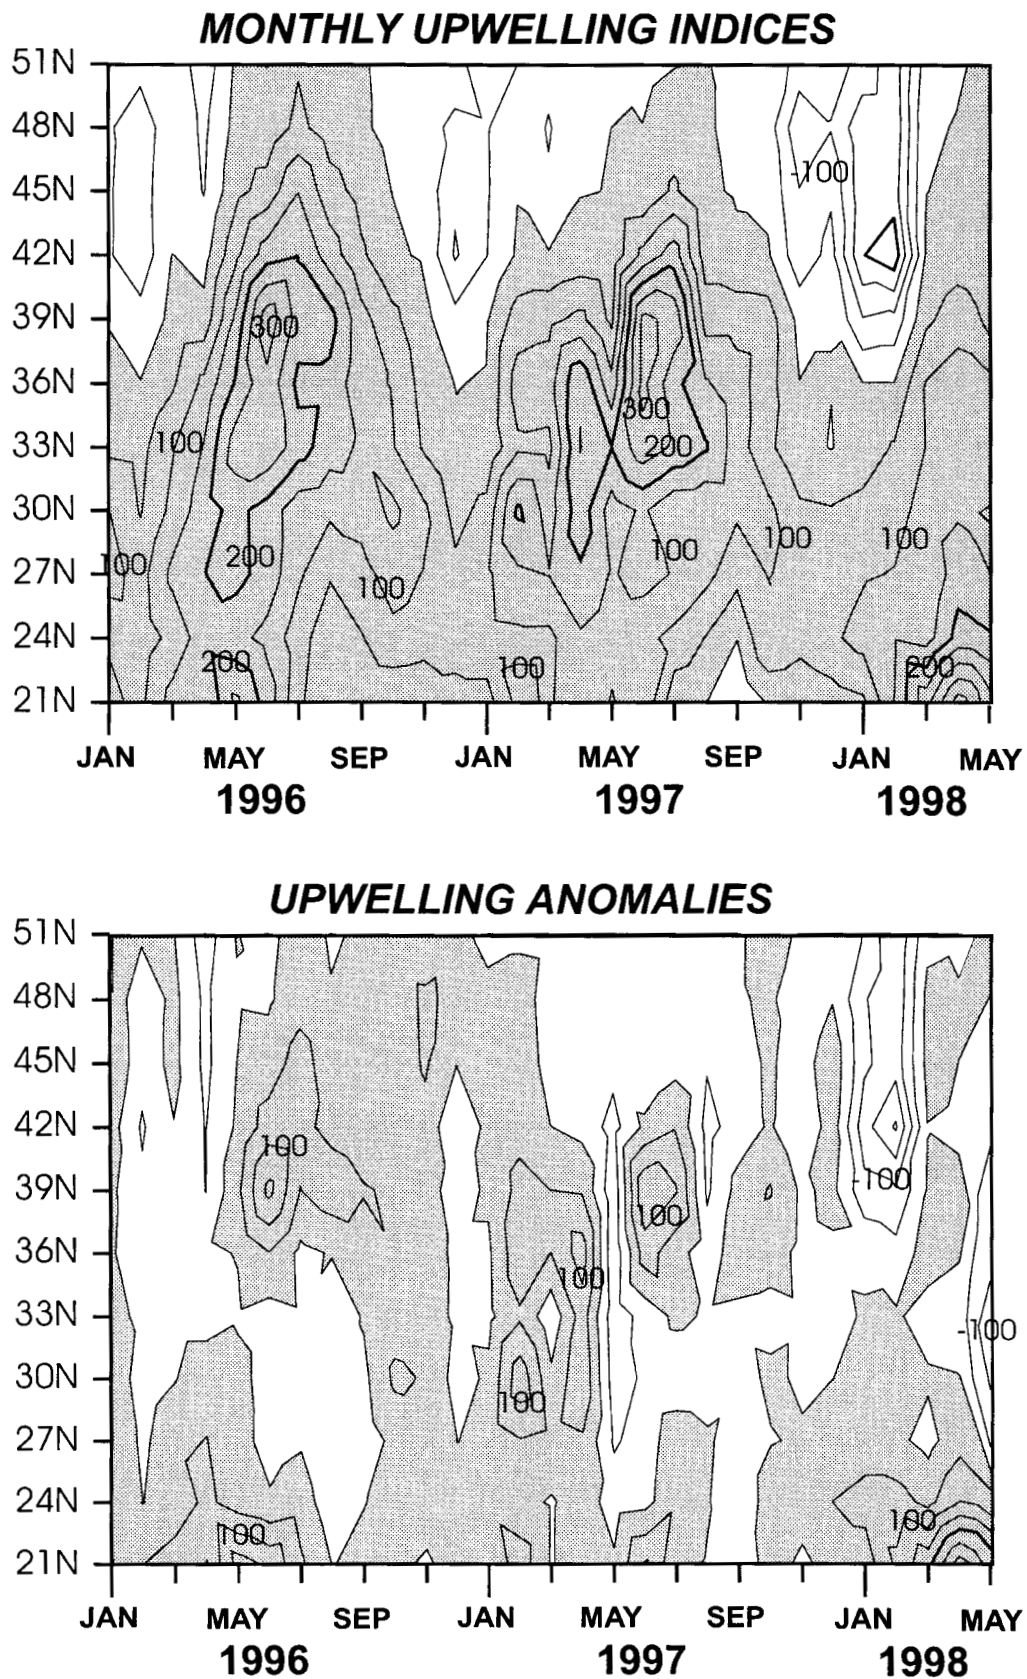 MONTHLY UPWELLING INDICES
51N
48N
-100
45N
42N
39N
300
36N
300
33N
100
200
30N
100
200
100
100
100
27N
100
24N
200
100
200
21N
JAN MAY SEP JAN MAY SEP JAN MAY
1996 1997 1998
UPWELLING ANOMALIES
51N
48N
45N
42N
100
39N
-100
100
36N
100
33N
-100
30N
100
27N
24N
100
100
21N
JAN MAY SEP JAN MAY SEP JAN MAY
1996 1997 1998